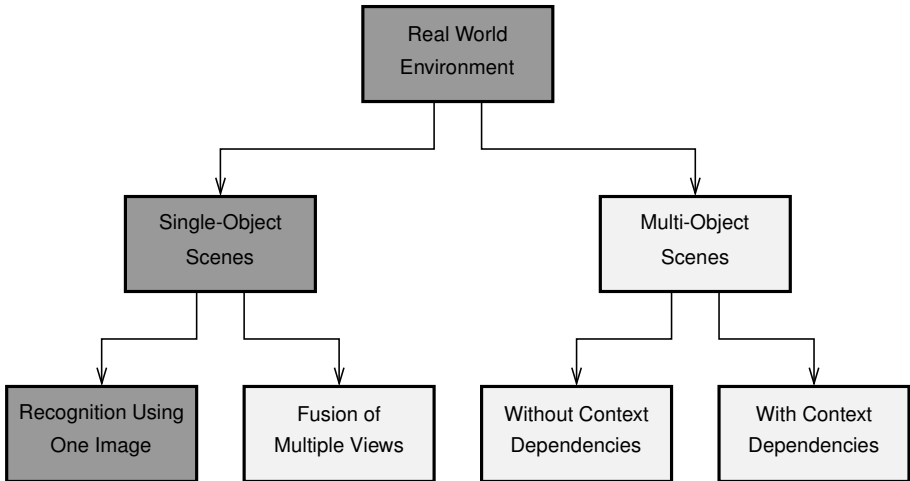 Real World
Environment
Single-Object
Scenes
Multi-Object
Scenes
Recognition Using
One Image
Fusion of
Multiple Views
Without Context
Dependencies
With Context
Dependencies